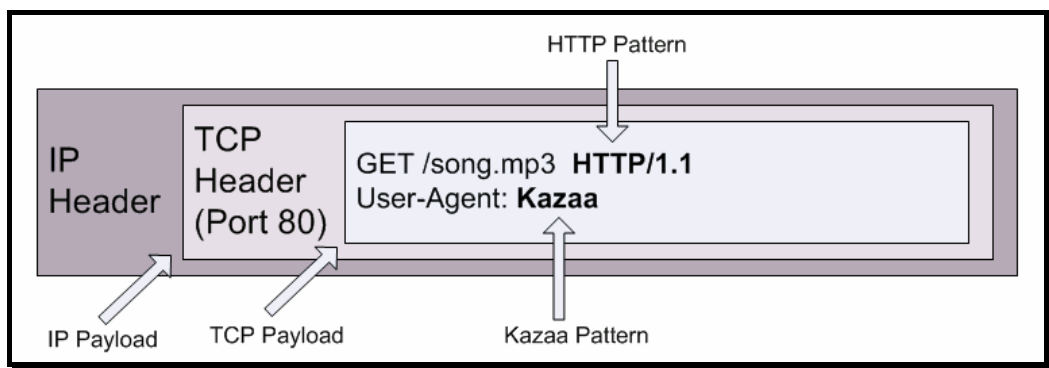 HTTP Pattern
IP
Header
TCP
Header
(Port 80)
GET /song.mp3 HTTP/1.1
User-Agent: Kazaa
IP Payload
TCP Payload
Kazaa Pattern